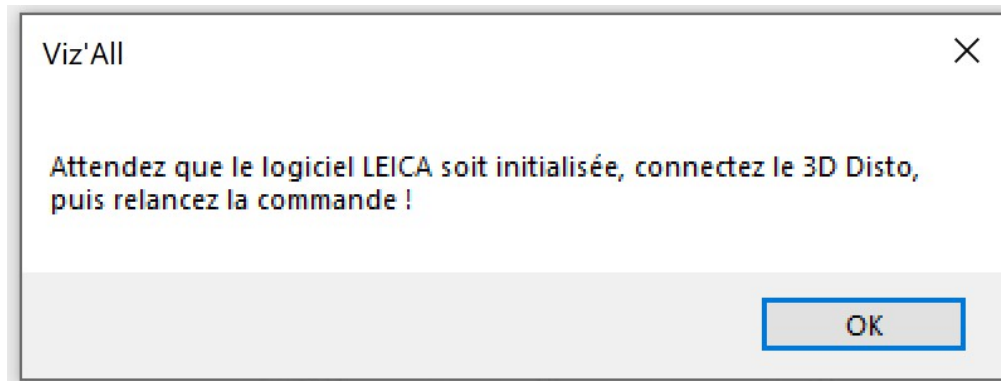 Viz'All
Attendez que le logiciel LEICA soit initialisée, connectez le 3D Disto,
puis relancez la commande !
OK